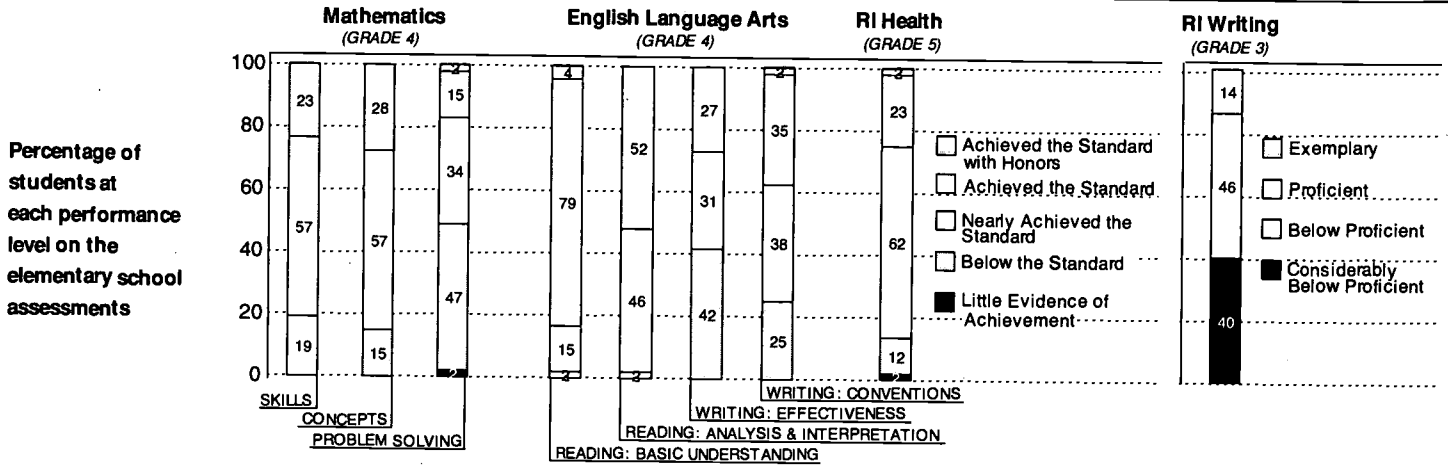 Mathematics
(GRADE 4)
English Language Arts
(GRADE 4)
RI Health
(GRADE 5)
RI Writing
(GRADE 3)
Percentage of
students at
each performance
level on the
elementary school
assessments
100
80
60
40
20
0
23
57
19
28
57
15
2
15
34
47
2
4
79
15
2
52
46
2
27
31
42
2
35
38
25
2
23
62
12
2
Achieved the Standard
with Honors
Achieved the Standard
Nearly Achieved the
Standard
Below the Standard
Little Evidence of
Achievement
14
46
40
Exemplary
Proficient
Below Proficient
Considerably
Below Proficient
SKILLS
CONCEPTS
PROBLEM SOLVING
WRITING: CONVENTIONS
WRITING: EFFECTIVENESS
READING: ANALYSIS & INTERPRETATION
READING: BASIC UNDERSTANDING